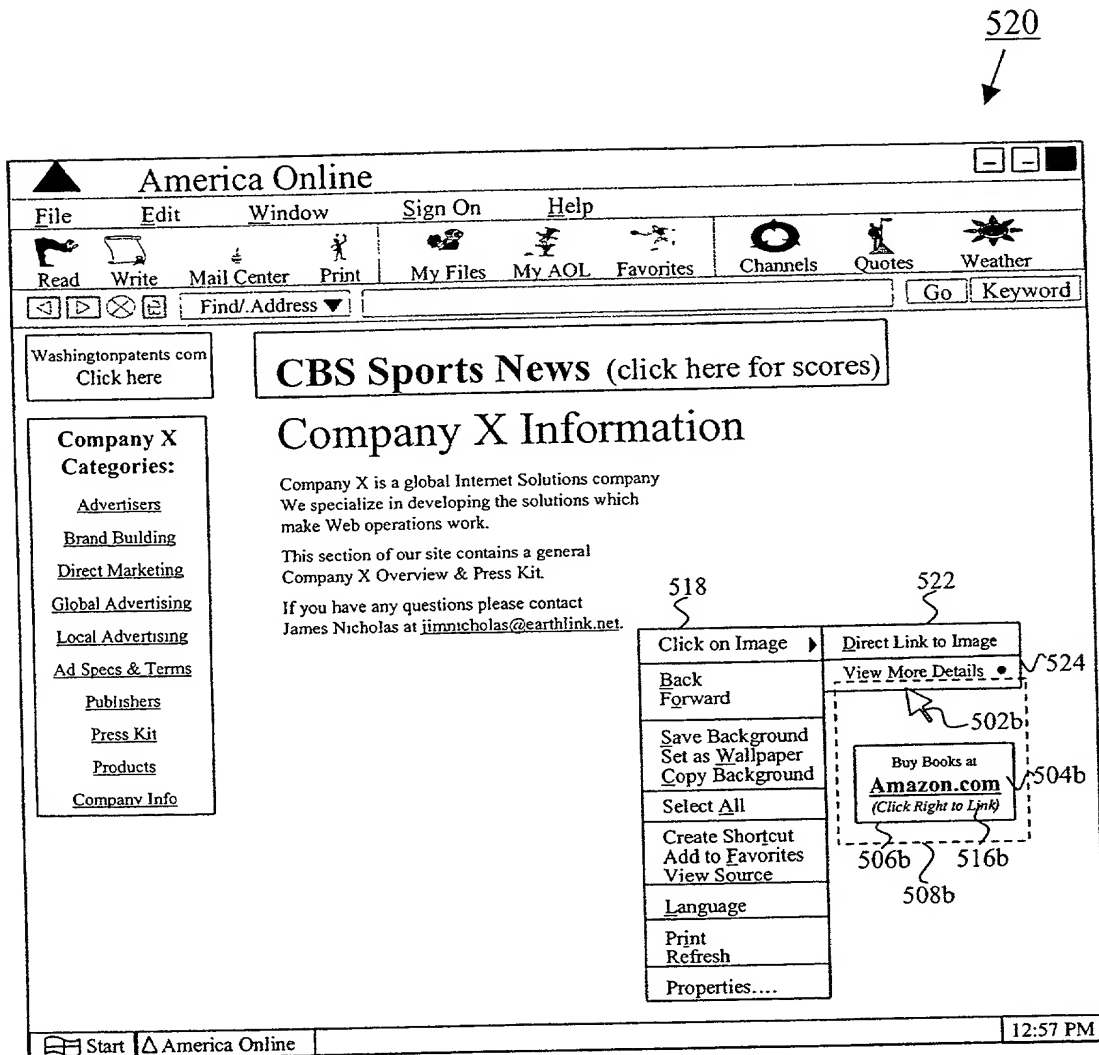 520
America Online
File Edit Window Sign On Help
Read Write Mail Center Print My Files My AOL Favorites Channels Quotes Weather
Find/.Address Go Keyword
Washingtonpatents com
Click here
CBS Sports News (click here for scores)
Company X
Categories:
Advertisers
Brand Building
Direct Marketing
Global Advertising
Local Advertising
Ad Specs & Terms
Publishers
Press Kit
Products
Company Info
Company X Information
Company X is a global Internet Solutions company
We specialize in developing the solutions which
make Web operations work.
This section of our site contains a general
Company X Overview & Press Kit.
If you have any questions please contact
James Nicholas at jimnicholas@earthlink.net.
518
522
Click on Image
Back
Forward
Save Background
Set as Wallpaper
Copy Background
Select All
Create Shortcut
Add to Favorites
View Source
Language
Print
Refresh
Properties....
Direct Link to Image
View More Details
524
502b
Buy Books at
Amazon.com
(Click Right to Link)
504b
506b
516b
508b
Start America Online 12:57 PM